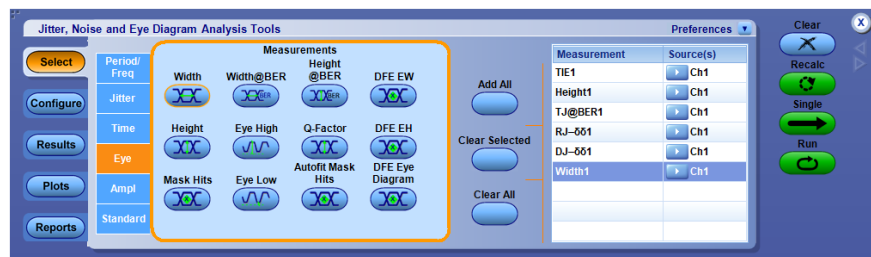 Jitter, Noise and Eye Diagram Analysis Tools
Preferences
Clear
X
Select
Configure
Results
Plots
Reports
Period/
Freq
Jitter
Time
Eye
Ampl
Standard
Measurements
Width
Width@BER
Height
@BER
DFE EW
BER
BER
Height
Eye High
Q-Factor
DFE EH
Mask Hits
Eye Low
Autofit Mask
Hits
DFE Eye
Diagram
Add All
Clear Selected
Clear All
Measurement Source(s)
TIE1 Ch1
Height1 Ch1
TJ@BER1 Ch1
RJ–δδ1 Ch1
DJ–δδ1 Ch1
Width1 Ch1
Recalc
Single
Run